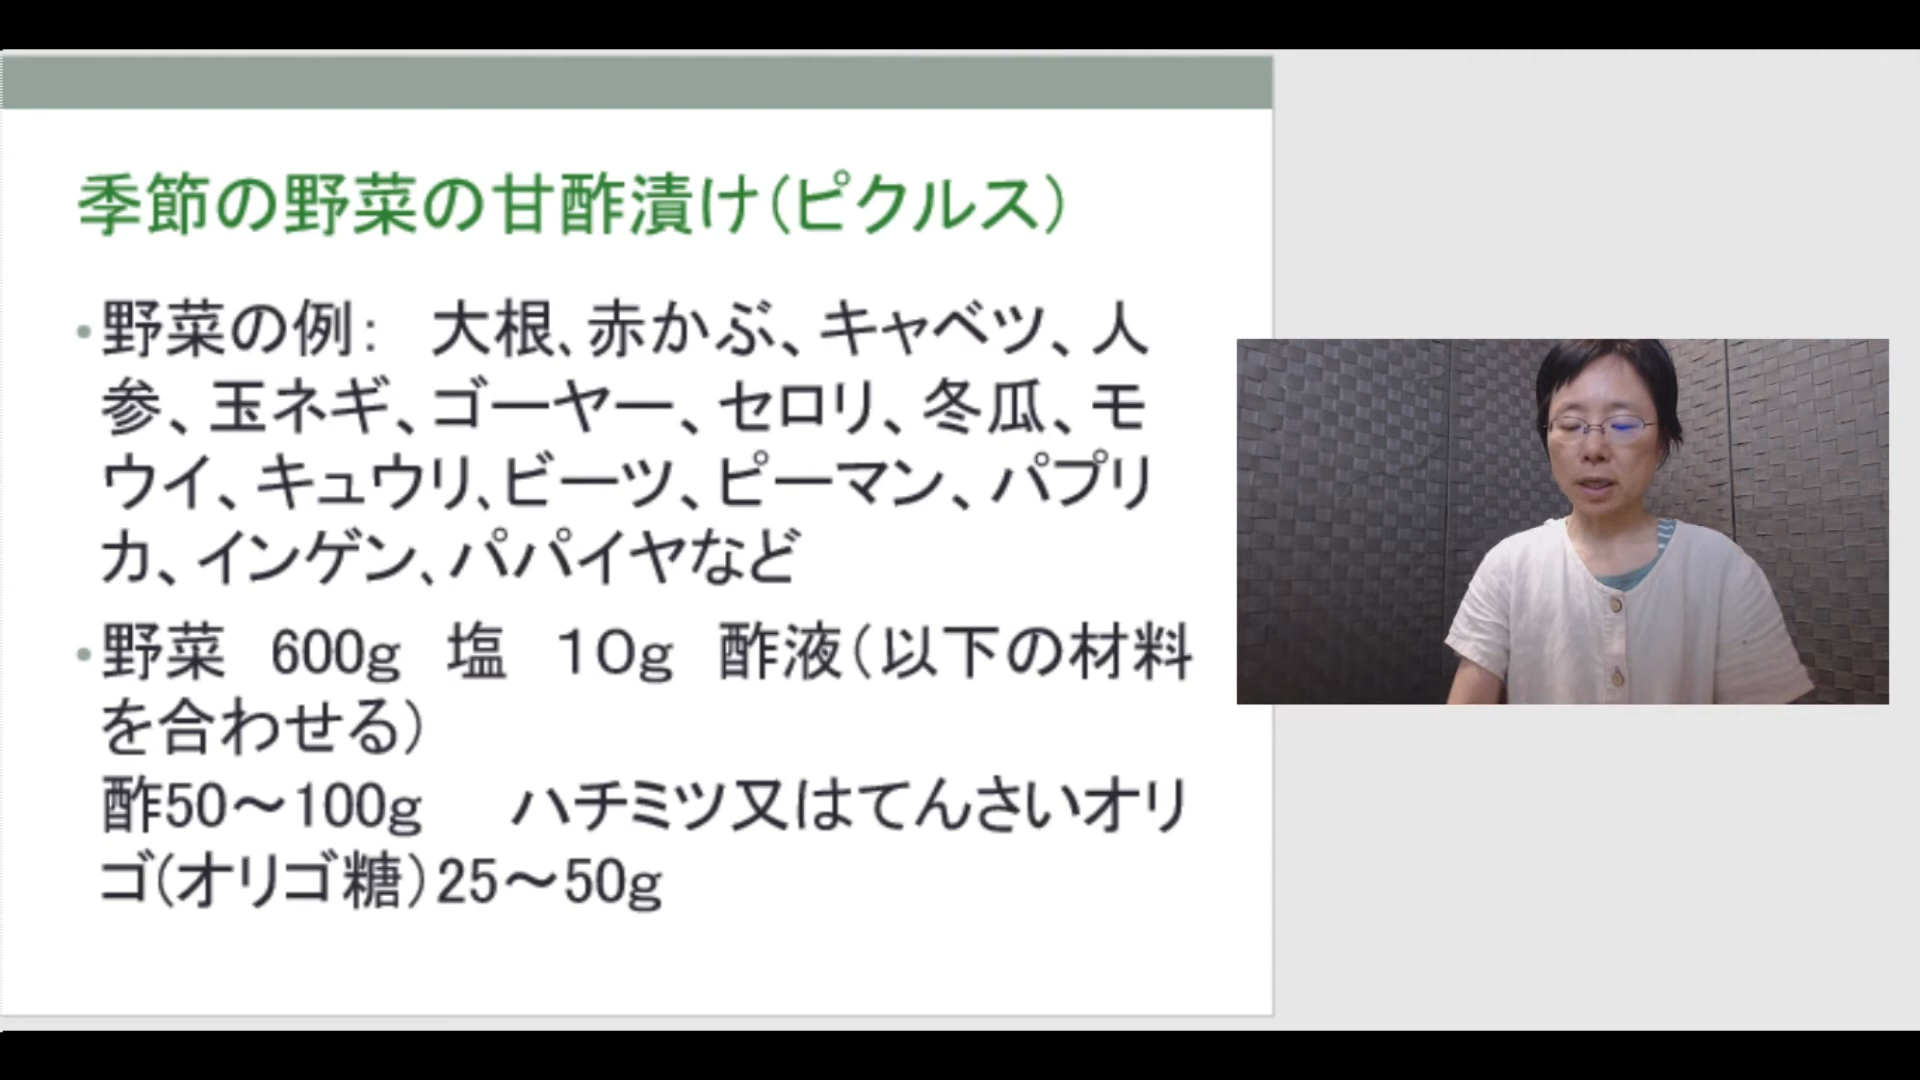 季節の野菜の甘酢漬け（ピクルス）
・野菜の例：　大根、赤かぶ、キャベツ、人
参、玉ネギ、ゴーヤー、セロリ、冬瓜、モ
ウイ、キュウリ、ビーツ、ピーマン、パプリ
カ、インゲン、パパイヤなど
・野菜　600g　塩　１０g　酢液（以下の材料
を合わせる）
酢50～100g　ハチミツ又はてんさいオリ
ゴ(オリゴ糖）25～50g